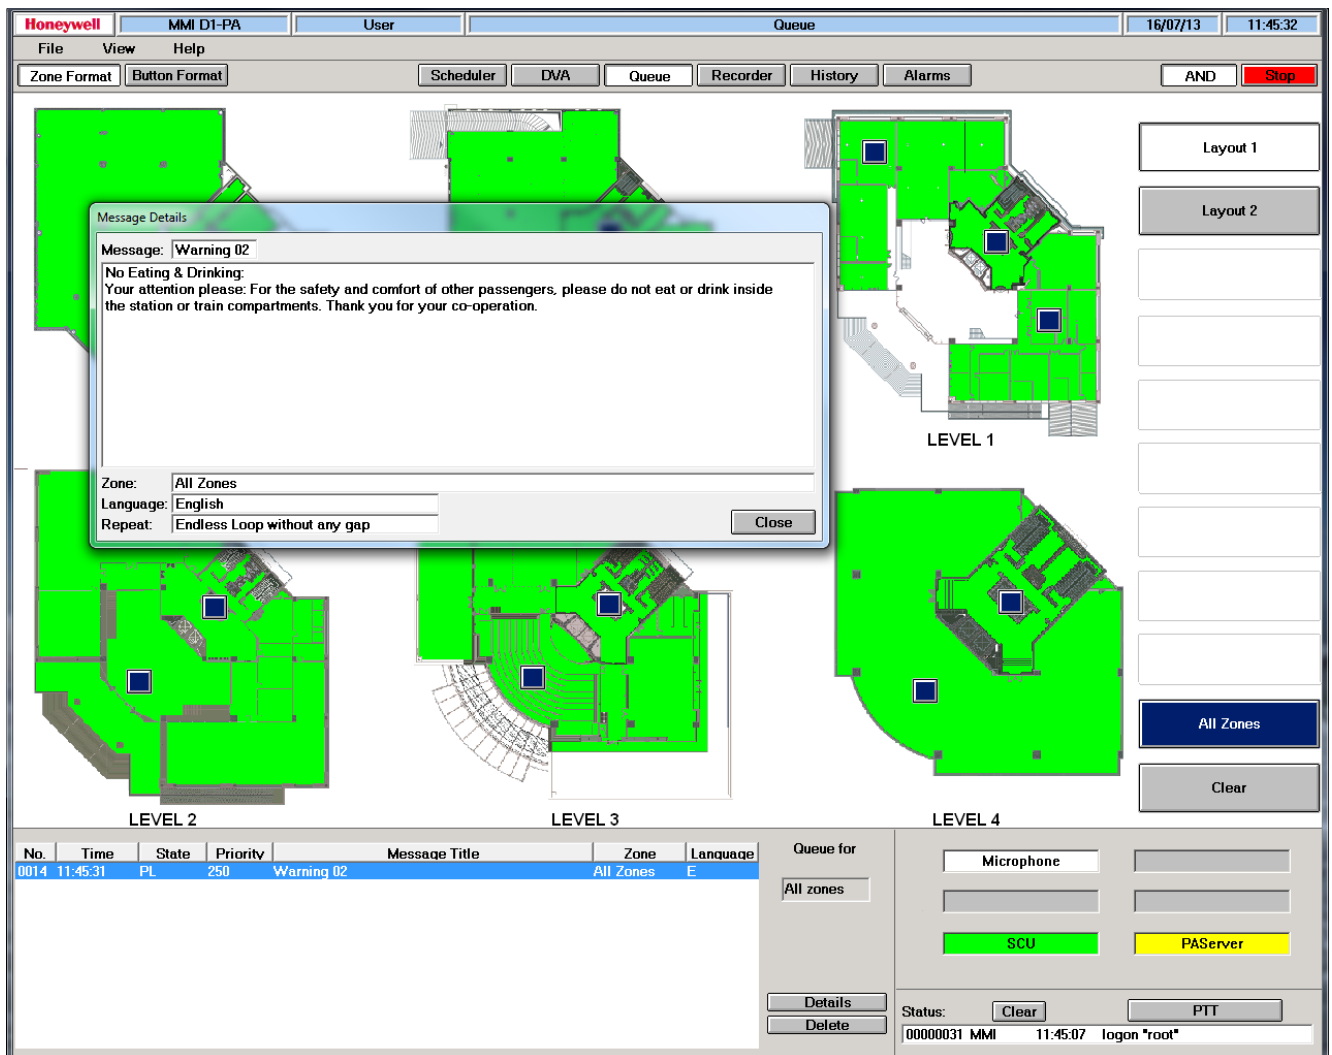 Honeywell MMI D1-PA User Queue 16/07/13 11:45:32
File View Help
Zone Format Button Format Scheduler DVA Queue Recorder History Alarms AND Stop
Layout 1
Layout 2
Message Details
Message: Warning 02
No Eating & Drinking:
Your attention please: For the safety and comfort of other passengers, please do not eat or drink inside
the station or train compartments. Thank you for your co-operation.
Zone: All Zones
Language: English
Repeat: Endless Loop without any gap
Close
LEVEL 1
All Zones
Clear
LEVEL 2 LEVEL 3 LEVEL 4
No. Time State Priority Message Title Zone Language
0014 11:45:31 PL 250 Warning 02 All Zones E
Queue for
All zones
Details
Delete
Microphone
SCU PAServer
Status: Clear PTT
00000031 MMI 11:45:07 logon "root"